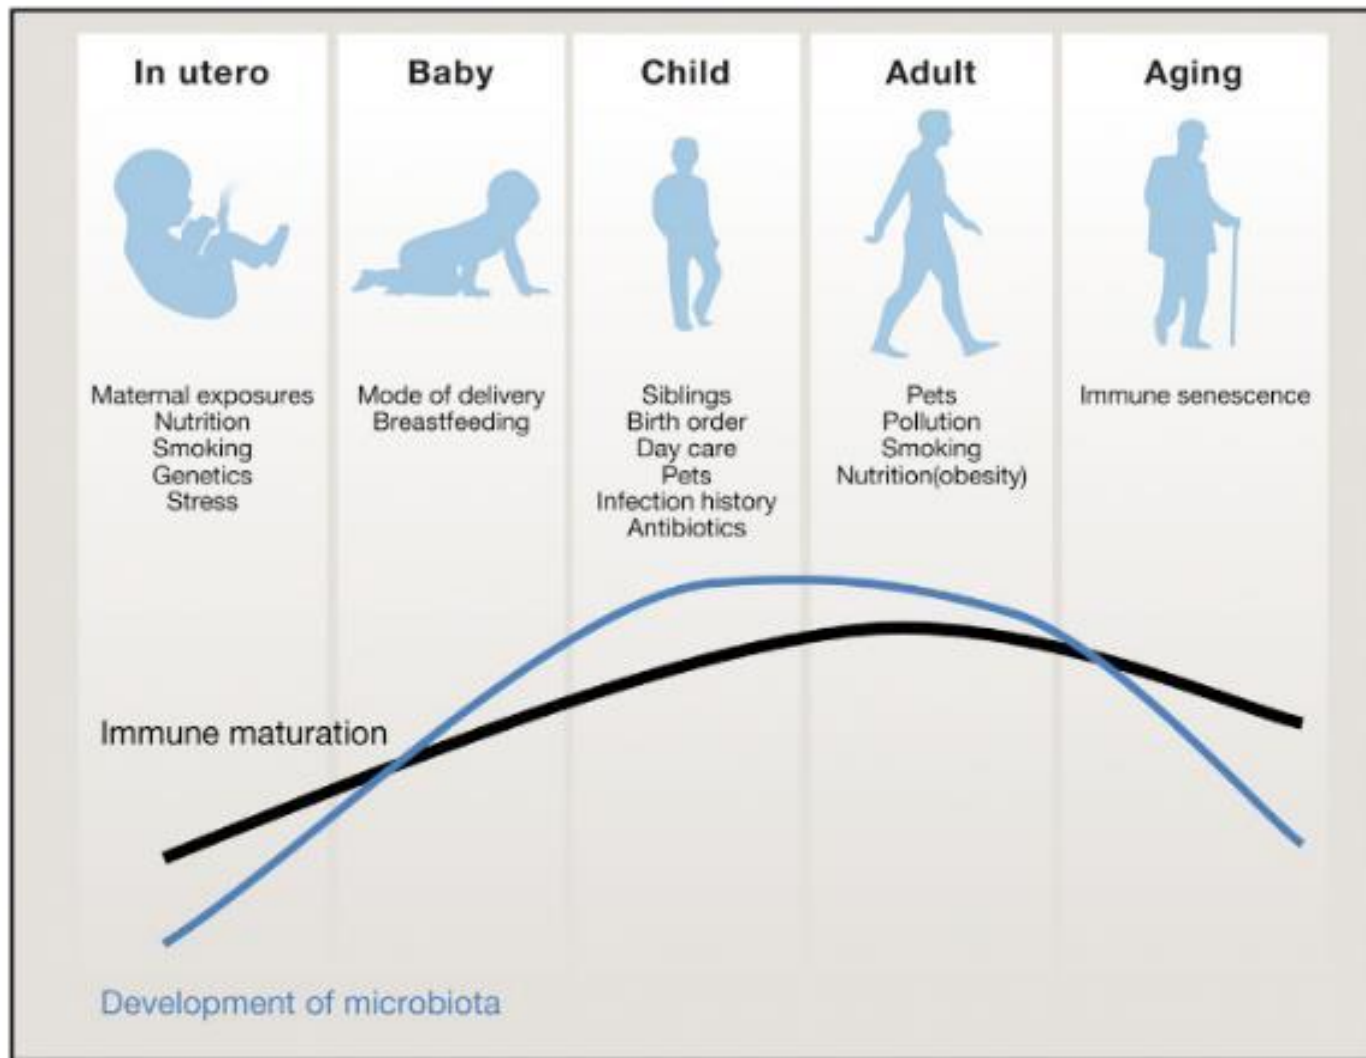 In utero
Baby
Child
Adult
Aging
Maternal exposures
Nutrition
Smoking
Genetics
Stress
Mode of delivery
Breastfeeding
Siblings
Birth order
Day care
Pets
Infection history
Antibiotics
Pets
Pollution
Smoking
Nutrition(obesity)
Immune senescence
Immune maturation
Development of microbiota